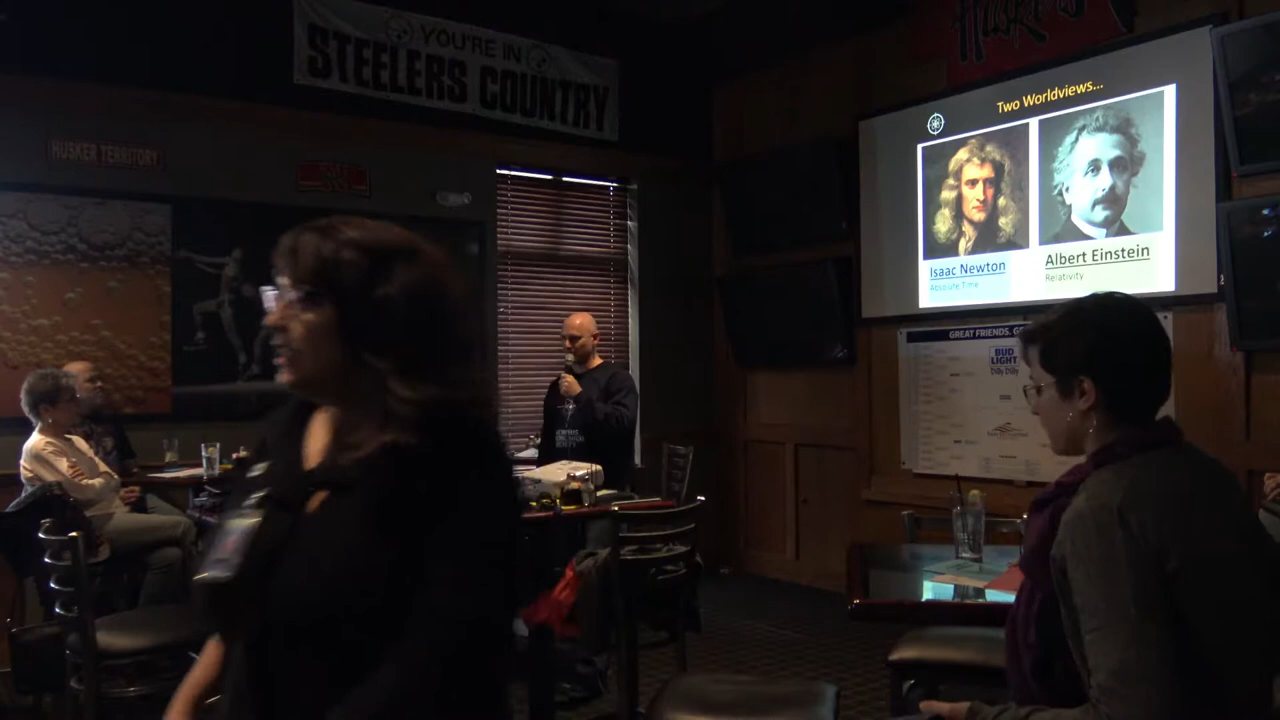 YOU'RE IN
STEELERS COUNTRY
HUSKER TERRITORY
Huskers
Two Worldviews...
Isaac Newton
Absolute Time
Albert Einstein
Relativity
GREAT FRIENDS.
BUD
LIGHT
Dilly Dilly